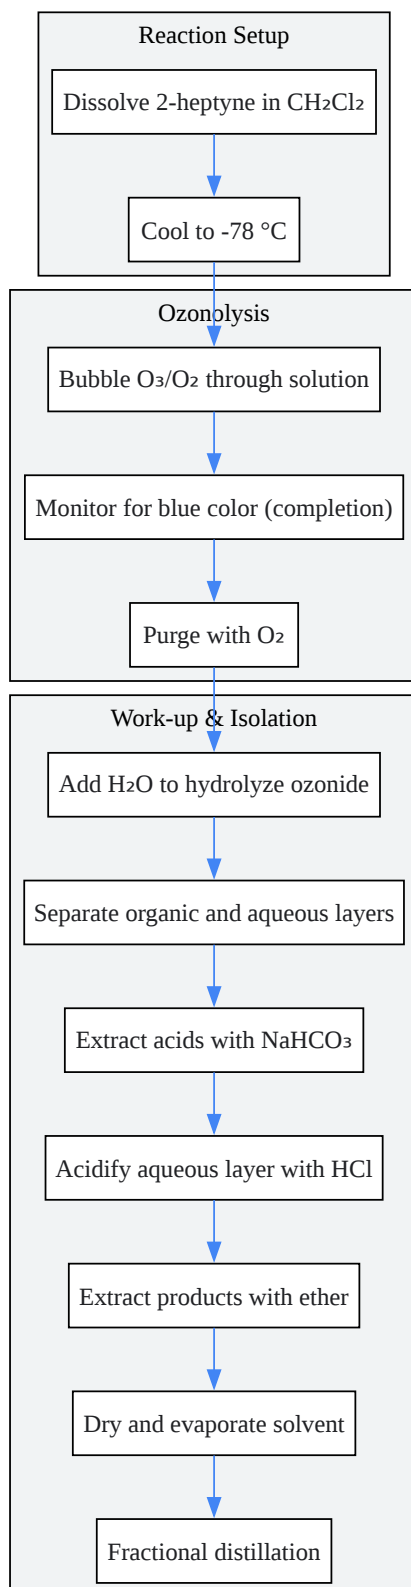 Reaction Setup
Dissolve 2-heptyne in CH₂Cl₂
Cool to -78 °C
Ozonolysis
Bubble O₃/O₂ through solution
Monitor for blue color (completion)
Purge with O₂
Work-up & Isolation
Add H₂O to hydrolyze ozonide
Separate organic and aqueous layers
Extract acids with NaHCO₃
Acidify aqueous layer with HCl
Extract products with ether
Dry and evaporate solvent
Fractional distillation